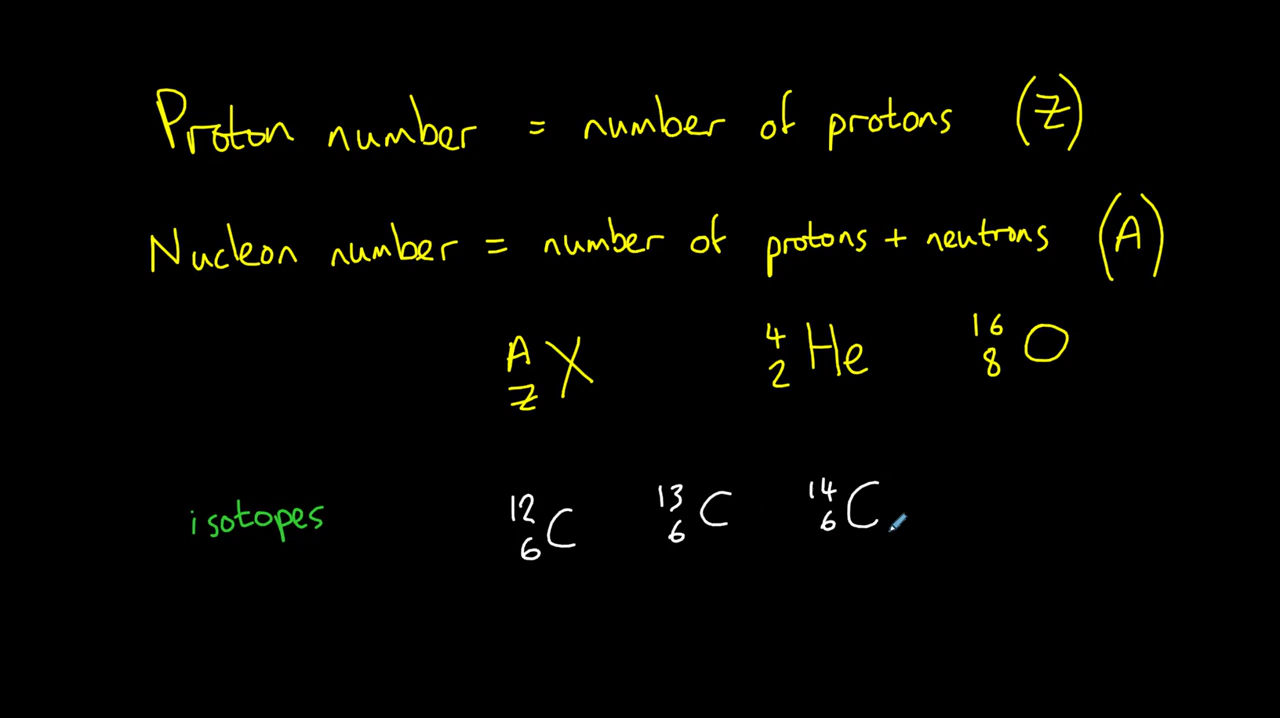 Proton number = number of protons (Z)
Nucleon number = number of protons + neutrons (A)
A Z X 4 2 He 16 8 O
isotopes 12 6 C 13 6 C 14 6 C